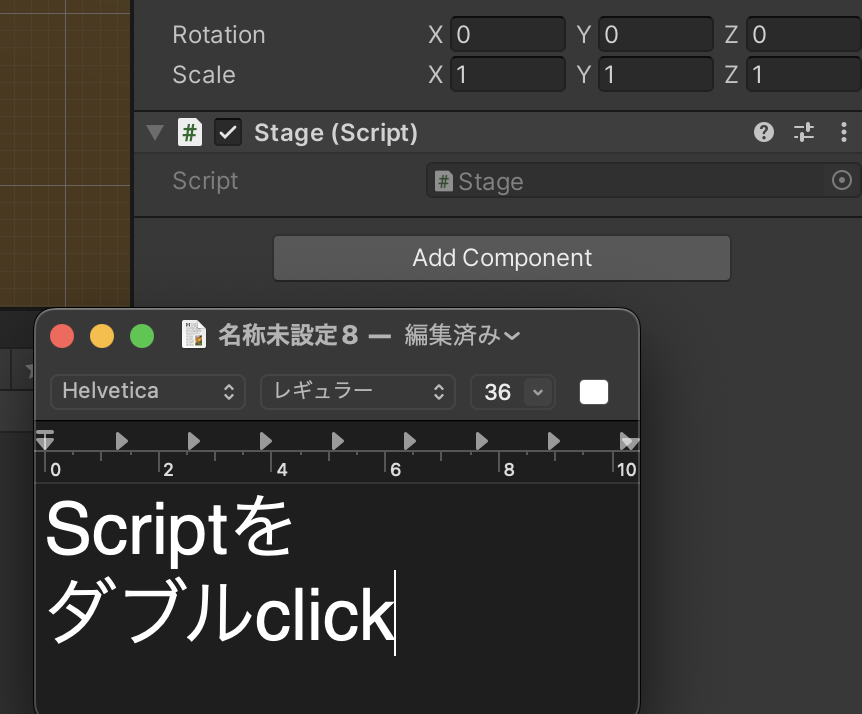 Rotation X 0 Y 0 Z 0
Scale X 1 Y 1 Z 1
# Stage (Script)
Script # Stage
Add Component
名称未設定 8 — 編集済み
Helvetica レギュラー 36
0 2 4 6 8 10
Scriptを
ダブルclick